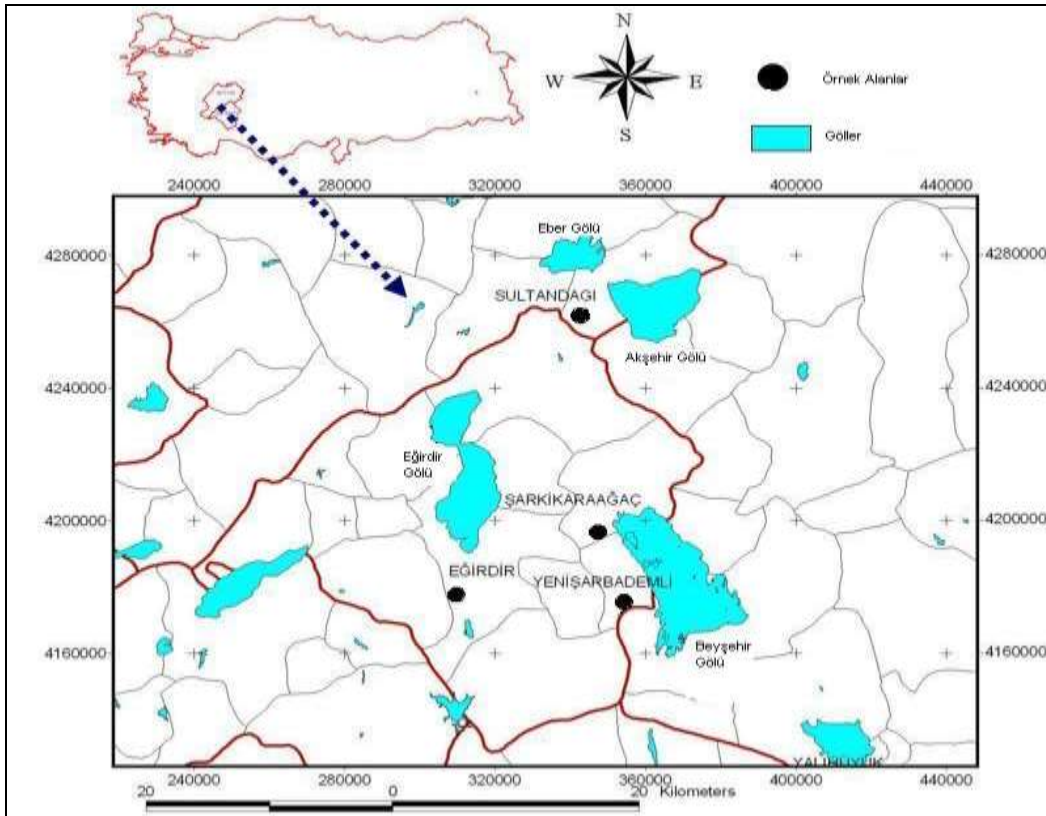 N
W E
S
Örnek Alanlar
Göller
240000 280000 320000 360000 400000 440000
4280000 4280000
Eber Gölü
SULTANDAGI
Akşehir Gölü
4240000 4240000
Eğirdir
Gölü
ŞARKİKARAAĞAÇ
4200000 4200000
EĞİRDİR
YENİŞARBADEMLİ
4160000 4160000
Beyşehir
Gölü
240000 280000 320000 360000 400000 440000
20 0 20 Kilometers